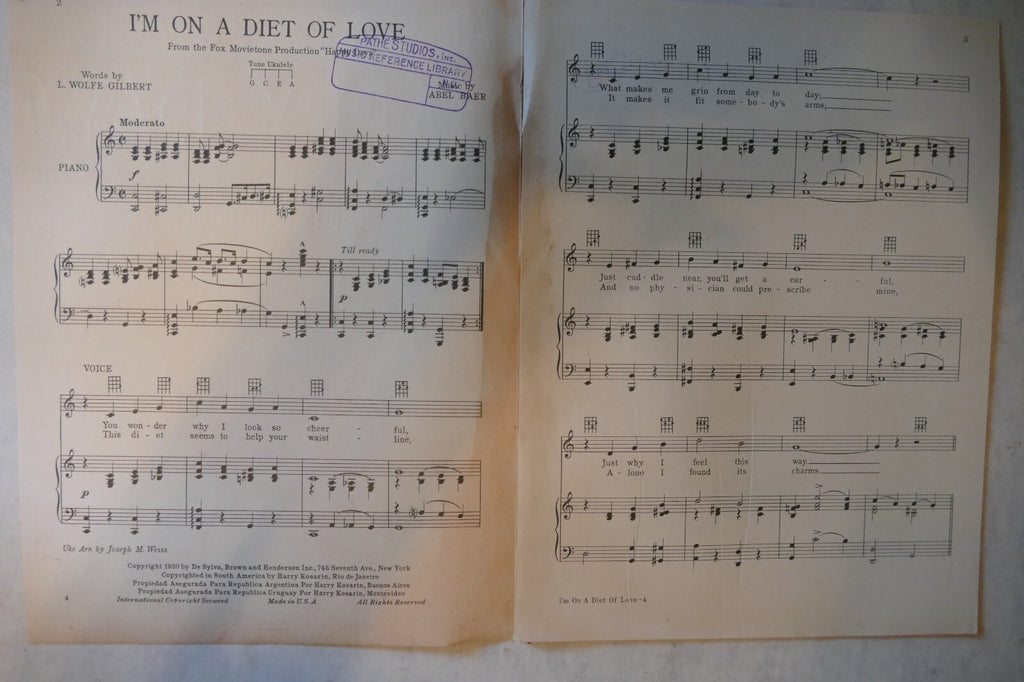 2
I'M ON A DIET OF LOVE
From the Fox Movietone Production "Happy Days"
PATHE STUDIOS, INC.
MUSIC REFERENCE LIBRARY
No.
Tune Ukulele
G C E A
Words by
L. WOLFE GILBERT
Music by
ABEL BAER
Moderato
PIANO
f
Till ready
p
VOICE
You won - der why I look so cheer - ful,
This di - et seems to help your waist - line,
p
Uke Arr. by Joseph M. Weiss
Copyright 1930 by De Sylva, Brown and Henderson Inc., 745 Seventh Ave., New York
Copyrighted in South America by Harry Kosarin, Rio de Janeiro
Propiedad Asegurada Para Republica Argentina Por Harry Kosarin, Buenos Aires
Propiedad Asegurada Para Republica Uruguay Por Harry Kosarin, Montevideo
4 International Copyright Secured Made in U.S.A. All Rights Reserved
3
What makes me grin from day to day;
It makes it fit some - bo - dy's arms,
Just cud - dle near, you'll get a ear - ful,
And no phy - si - cian could pre - scribe mine,
Just why I feel this way.
A - lone I found its charms.
I'm On A Diet Of Love - 4